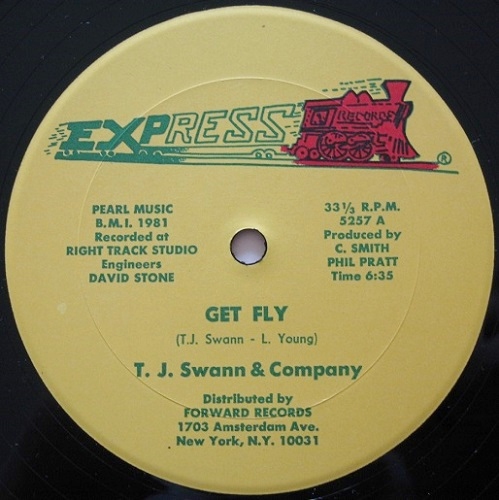 EXPRESS
RECORDS
®
PEARL MUSIC
B.M.I. 1981
Recorded at
RIGHT TRACK STUDIO
Engineers
DAVID STONE
33 1/3 R.P.M.
5257 A
Produced by
C. SMITH
PHIL PRATT
Time 6:35
GET FLY
(T.J. Swann - L. Young)
T. J. Swann & Company
Distributed by
FORWARD RECORDS
1703 Amsterdam Ave.
New York, N.Y. 10031